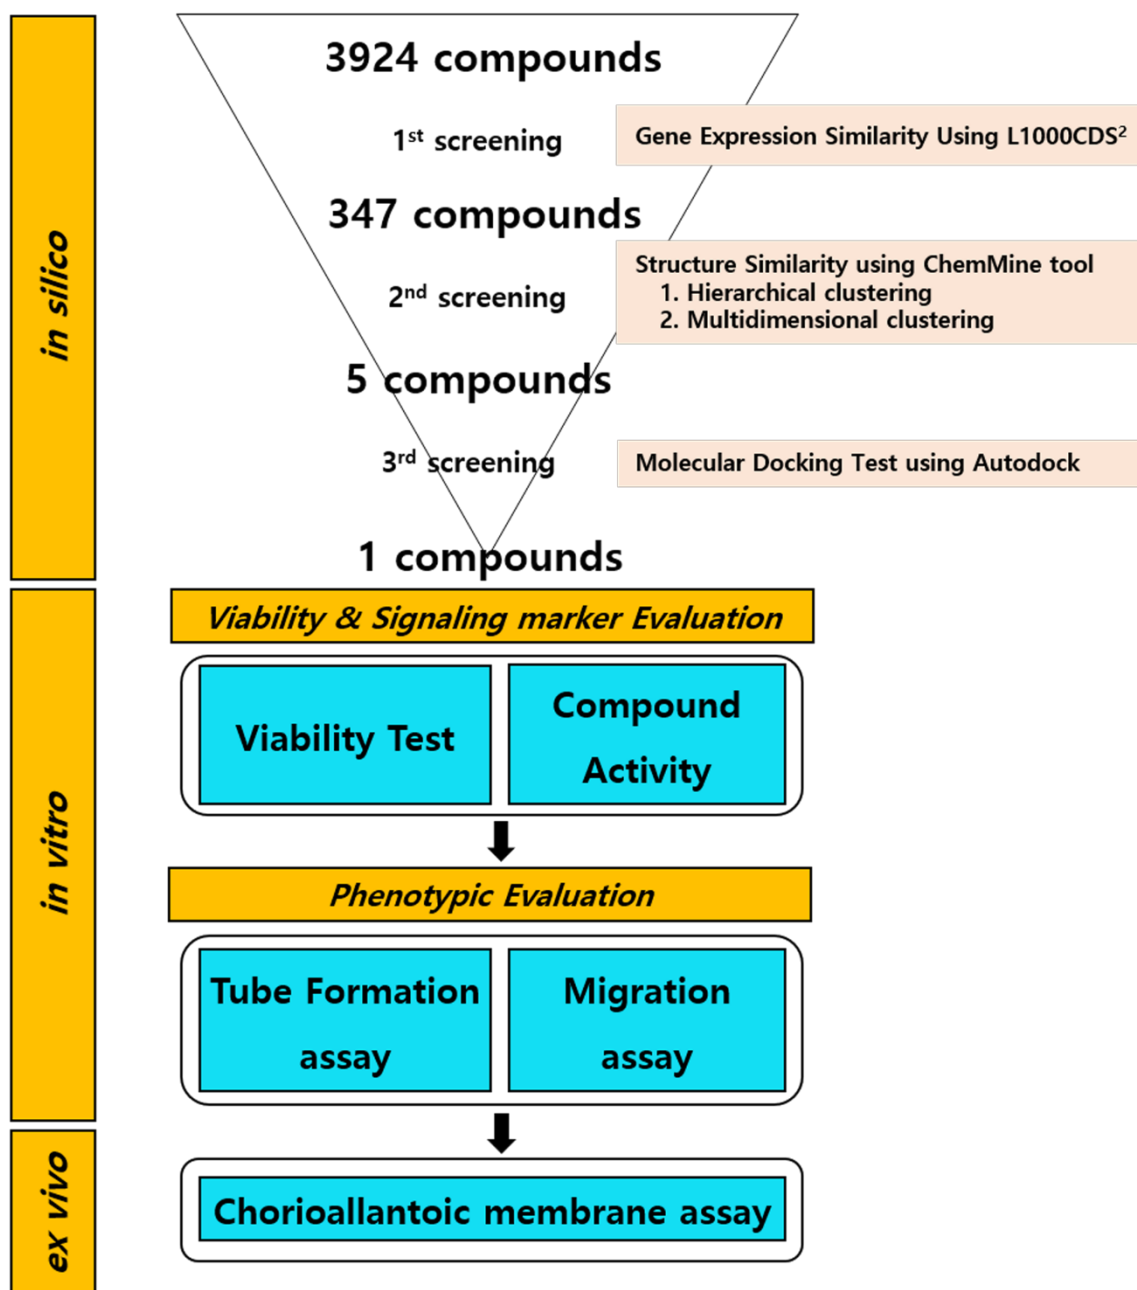 in silico
3924 compounds
1st screening
Gene Expression Similarity Using L1000CDS²
347 compounds
2nd screening
Structure Similarity using ChemMine tool
1. Hierarchical clustering
2. Multidimensional clustering
5 compounds
3rd screening
Molecular Docking Test using Autodock
1 compounds
in vitro
Viability & Signaling marker Evaluation
Viability Test
Compound
Activity
Phenotypic Evaluation
Tube Formation
assay
Migration
assay
ex vivo
Chorioallantoic membrane assay